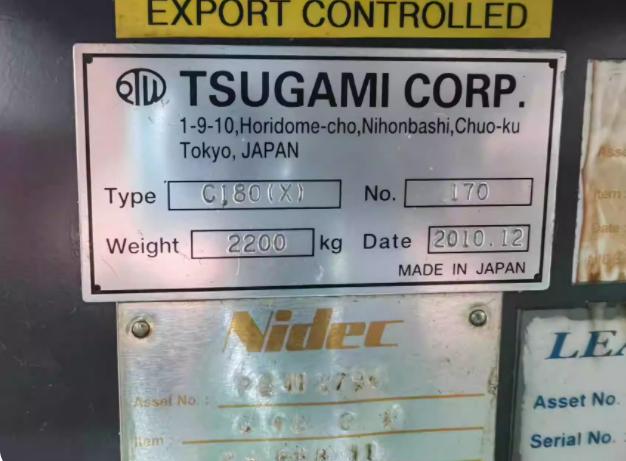 EXPORT CONTROLLED
TSUGAMI CORP.
1-9-10,Horidome-cho,Nihonbashi,Chuo-ku
Tokyo, JAPAN
Type C180(X) No. 170
Weight 2200 kg Date 2010.12
MADE IN JAPAN
Nidec
Asset No. :
Item :
LEA
Asset No.
Serial No. :